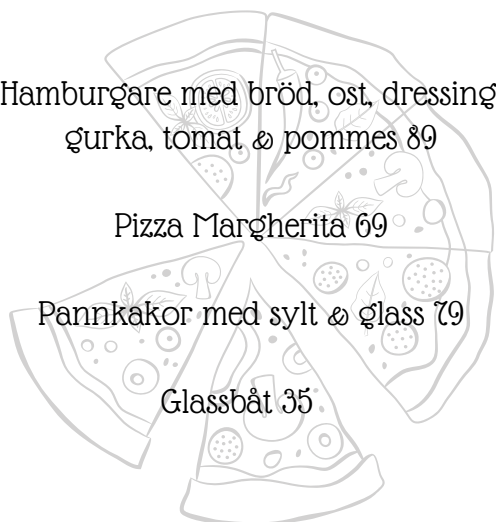 Hamburgare med bröd, ost, dressing
gurka, tomat & pommes 89
Pizza Margherita 69
Pannkakor med sylt & glass 79
Glassbåt 35